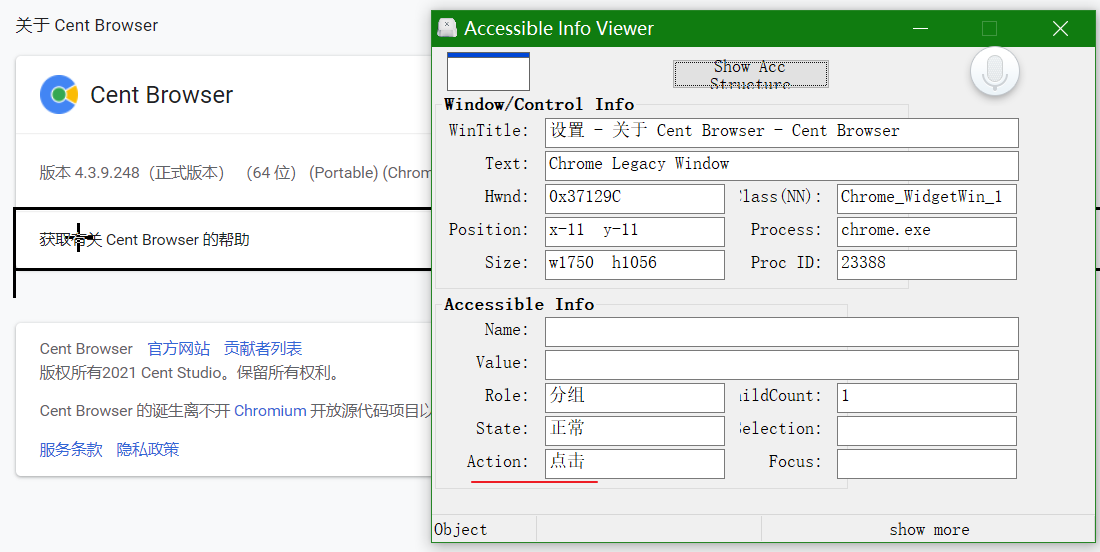 关于 Cent Browser
Cent Browser
版本 4.3.9.248（正式版本） （64 位） (Portable) (Chrom
获取有关 Cent Browser 的帮助
Cent Browser 官方网站 贡献者列表
版权所有2021 Cent Studio。保留所有权利。
Cent Browser 的诞生离不开 Chromium 开放源代码项目以
服务条款 隐私政策
Accessible Info Viewer
Show Acc
Structure
Window/Control Info
WinTitle: 设置 - 关于 Cent Browser - Cent Browser
Text: Chrome Legacy Window
Hwnd: 0x37129C Class(NN): Chrome_WidgetWin_1
Position: x-11 y-11 Process: chrome.exe
Size: w1750 h1056 Proc ID: 23388
Accessible Info
Name:
Value:
Role: 分组 ChildCount: 1
State: 正常 Selection:
Action: 点击 Focus:
Object show more